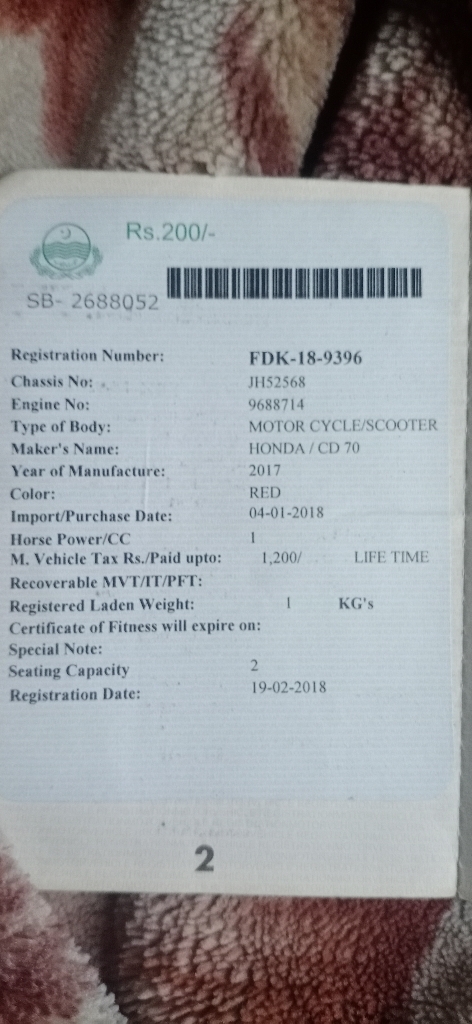 Rs.200/-
SB- 2688052
Registration Number: FDK-18-9396
Chassis No: JH52568
Engine No: 9688714
Type of Body: MOTOR CYCLE/SCOOTER
Maker's Name: HONDA / CD 70
Year of Manufacture: 2017
Color: RED
Import/Purchase Date: 04-01-2018
Horse Power/CC 1
M. Vehicle Tax Rs./Paid upto: 1,200/ LIFE TIME
Recoverable MVT/IT/PFT:
Registered Laden Weight: 1 KG's
Certificate of Fitness will expire on:
Special Note:
Seating Capacity 2
Registration Date: 19-02-2018
2